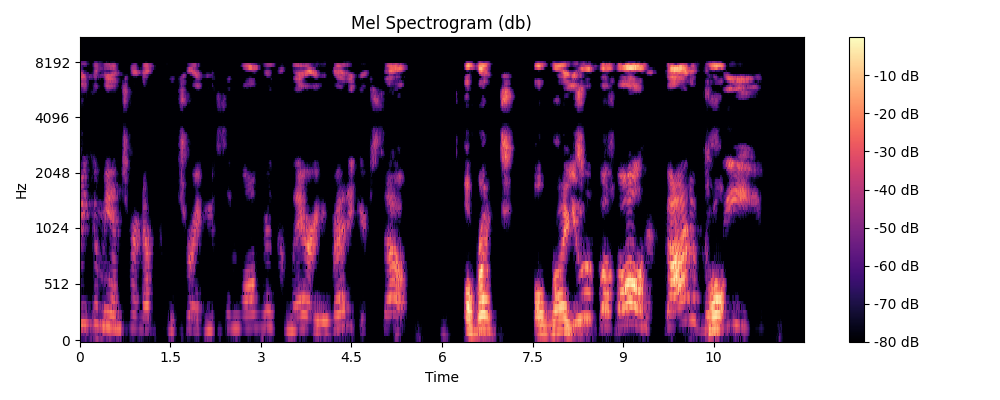 Mel Spectrogram (db)
8192
4096
2048
1024
512
0
Hz
0 1.5 3 4.5 6 7.5 9 10
Time
-10 dB
-20 dB
-30 dB
-40 dB
-50 dB
-60 dB
-70 dB
-80 dB